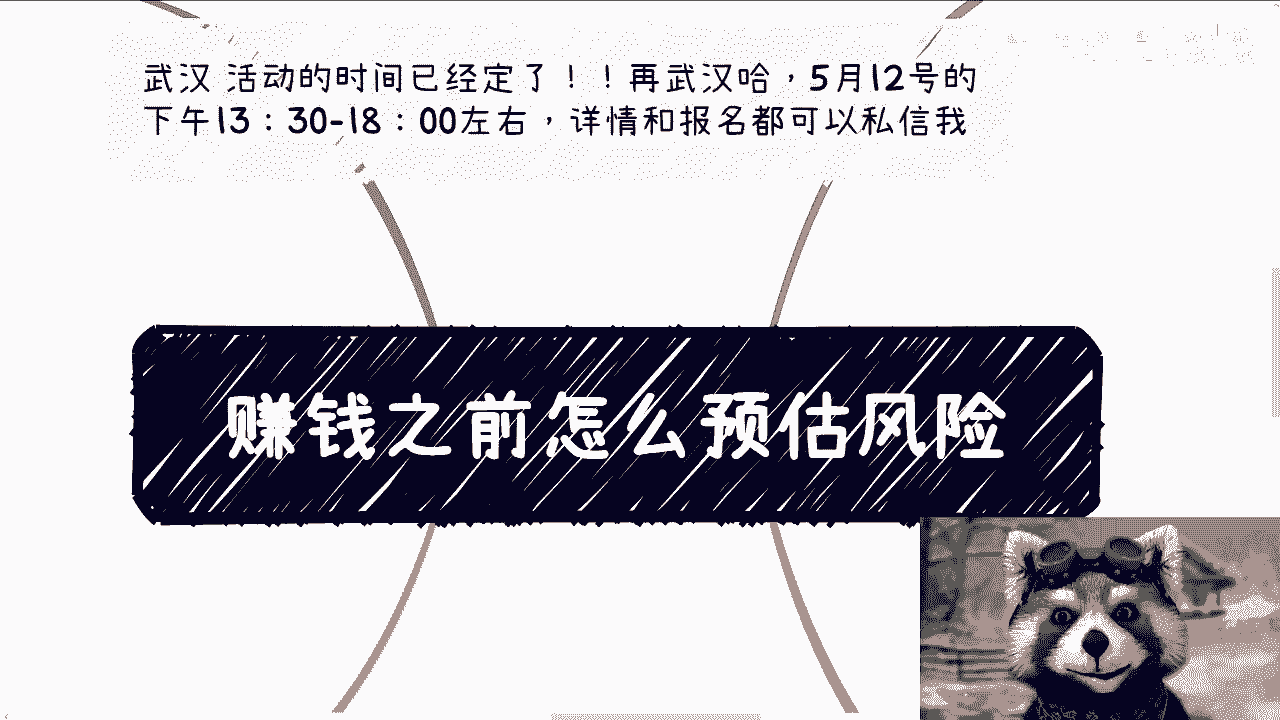 武汉 活动的时间已经定了！！再武汉哈，5月12号的
下午13：30-18：00左右，详情和报名都可以私信我
赚钱之前怎么预估风险